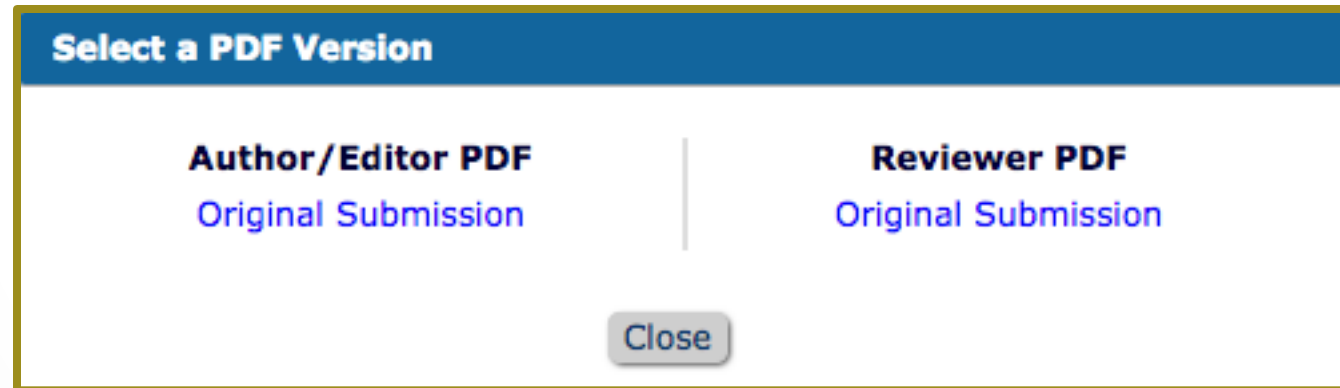 Select a PDF Version
Author/Editor PDF
Original Submission
Reviewer PDF
Original Submission
Close